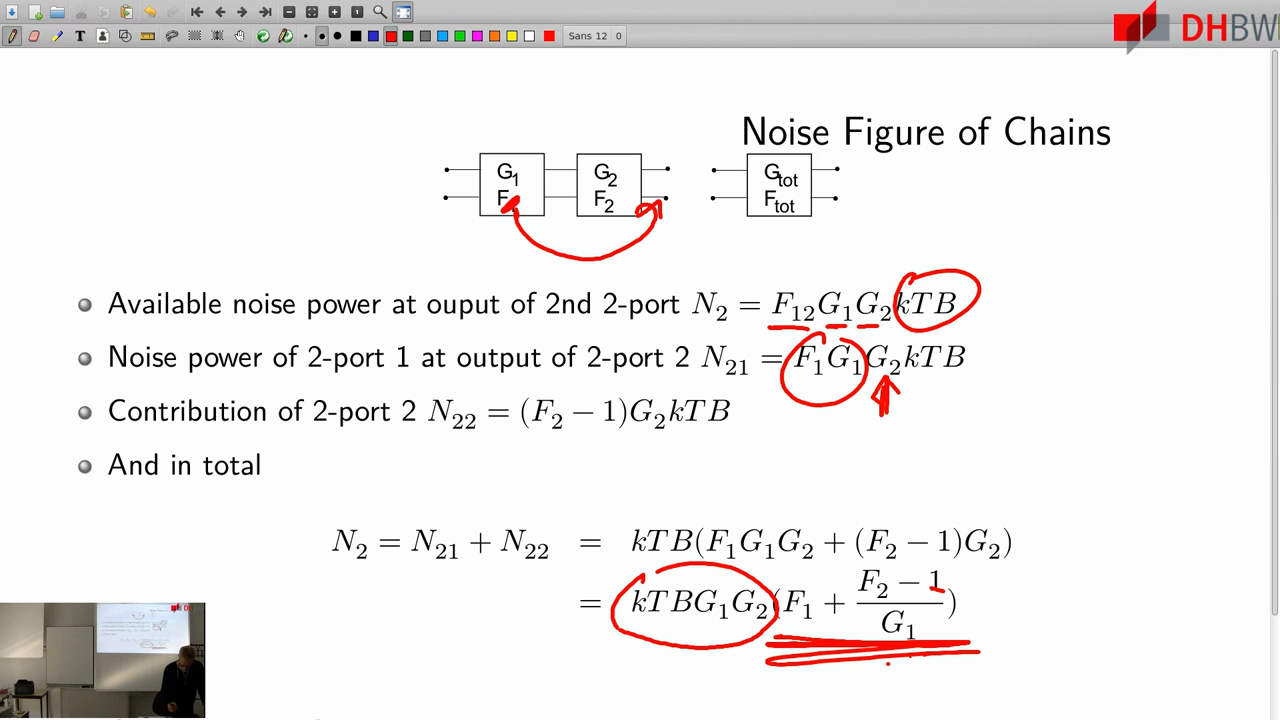 Sans 12 0
DHBW
Noise Figure of Chains
G1 G2 Gtot
F F2 Ftot
Available noise power at ouput of 2nd 2-port N₂ = F₁₂G₁G₂kTB
Noise power of 2-port 1 at output of 2-port 2 N₂₁ = F₁G₁G₂kTB
Contribution of 2-port 2 N₂₂ = (F₂ − 1)G₂kTB
And in total
N₂ = N₂₁ + N₂₂ = kTB(F₁G₁G₂ + (F₂ − 1)G₂)
= kTBG₁G₂(F₁ + (F₂ − 1)/G₁)